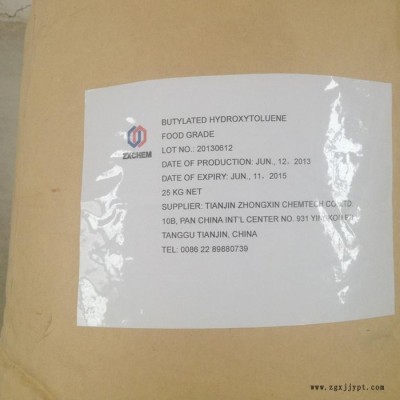 BUTYLATED HYDROXYTOLUENE
FOOD GRADE
LOT NO.: 20130612
ZXCHEM
DATE OF PRODUCTION: JUN., 12, 2013
DATE OF EXPIRY: JUN., 11, 2015
25 KG NET
SUPPLIER: TIANJIN ZHONGXIN CHEMTECH CO LTD.
10B, PAN CHINA INT'L CENTER NO. 931
TANGGU TIANJIN, CHINA
TEL: 0086 22 89880739
www.zgxjjypt.com